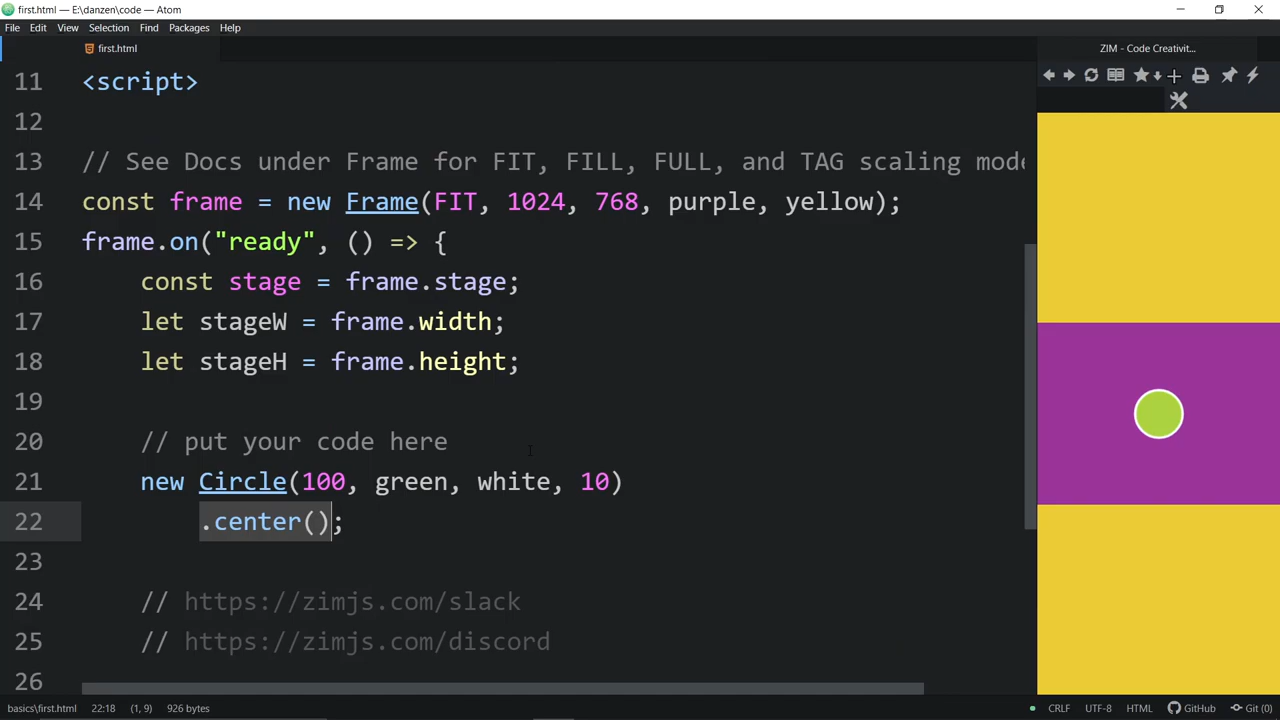 first.html — E:\danzen\code — Atom
File Edit View Selection Find Packages Help
first.html
ZIM - Code Creativit...
11 <script>
12
13 // See Docs under Frame for FIT, FILL, FULL, and TAG scaling mode
14 const frame = new Frame(FIT, 1024, 768, purple, yellow);
15 frame.on("ready", () => {
16 const stage = frame.stage;
17 let stageW = frame.width;
18 let stageH = frame.height;
19
20 // put your code here
21 new Circle(100, green, white, 10)
22 .center();
23
24 // https://zimjs.com/slack
25 // https://zimjs.com/discord
26
basics\first.html 22:18 (1, 9) 926 bytes CRLF UTF-8 HTML GitHub Git (0)